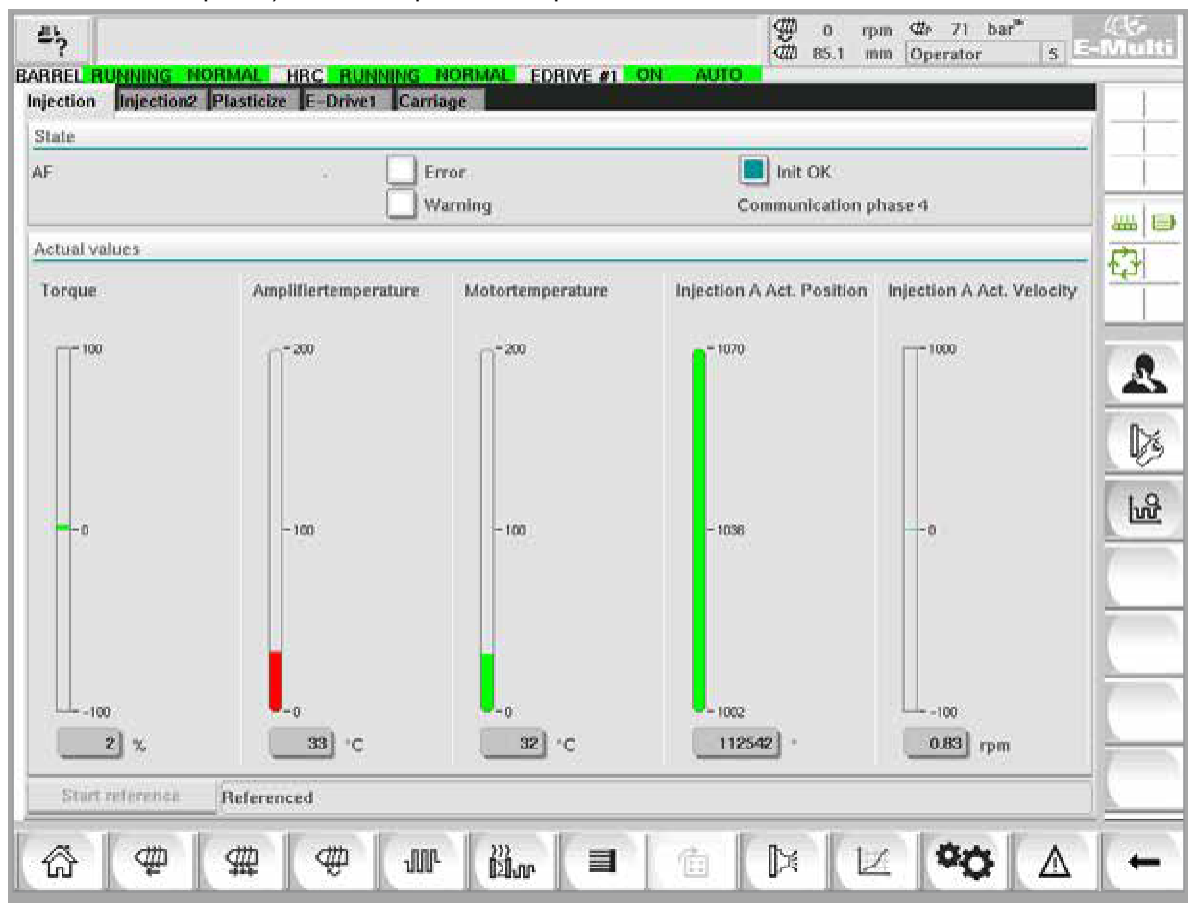 ?
0 rpm 71 bar
85.1 mm Operator 5 E-Multi
BARREL RUNNING NORMAL HRC RUNNING NORMAL EDRIVE #1 ON AUTO
Injection Injection2 Plasticize E-Drive1 Carriage
State
AF Error Init OK
Warning Communication phase 4
Actual values
Torque Amplifiertemperature Motortemperature Injection A Act. Position Injection A Act. Velocity
100 200 200 1070 1000
0 100 100 1036 0
-100 0 0 1002 -100
2 % 33 °C 32 °C 112542 ° 0.83 rpm
Start reference Referenced